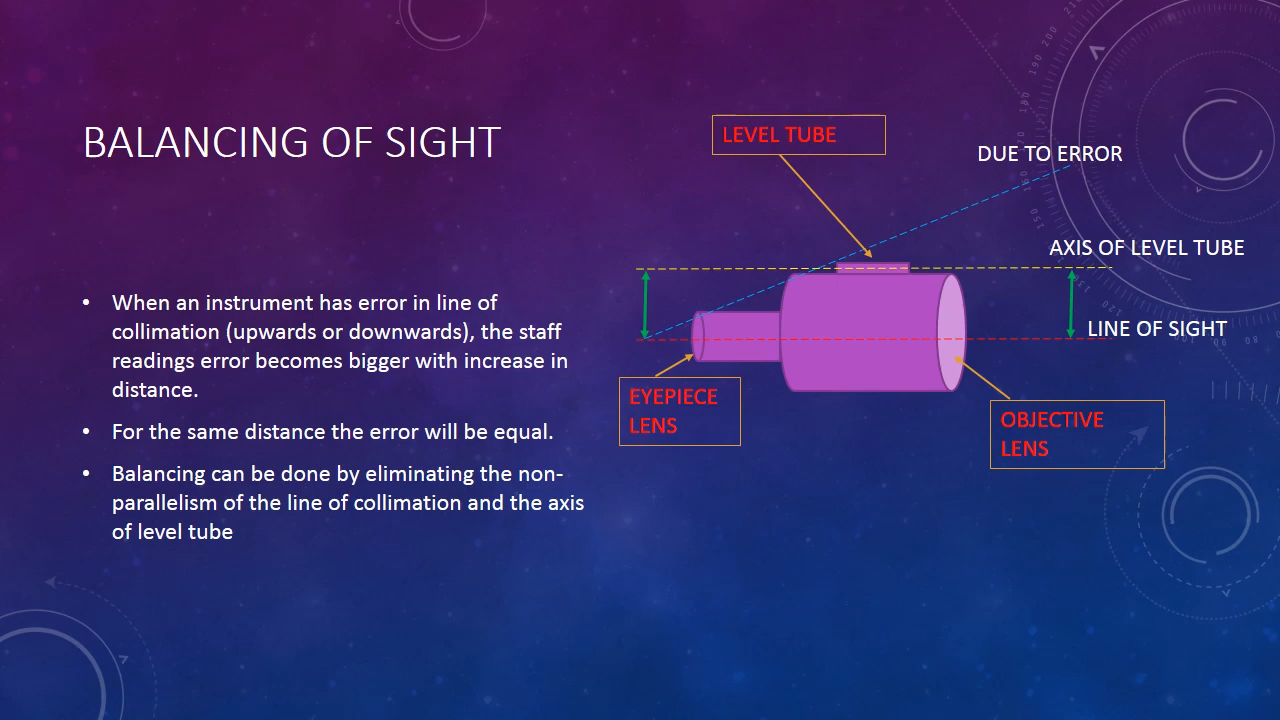 BALANCING OF SIGHT
• When an instrument has error in line of
collimation (upwards or downwards), the staff
readings error becomes bigger with increase in
distance.
• For the same distance the error will be equal.
• Balancing can be done by eliminating the non-
parallelism of the line of collimation and the axis
of level tube
LEVEL TUBE
DUE TO ERROR
AXIS OF LEVEL TUBE
LINE OF SIGHT
EYEPIECE
LENS
OBJECTIVE
LENS